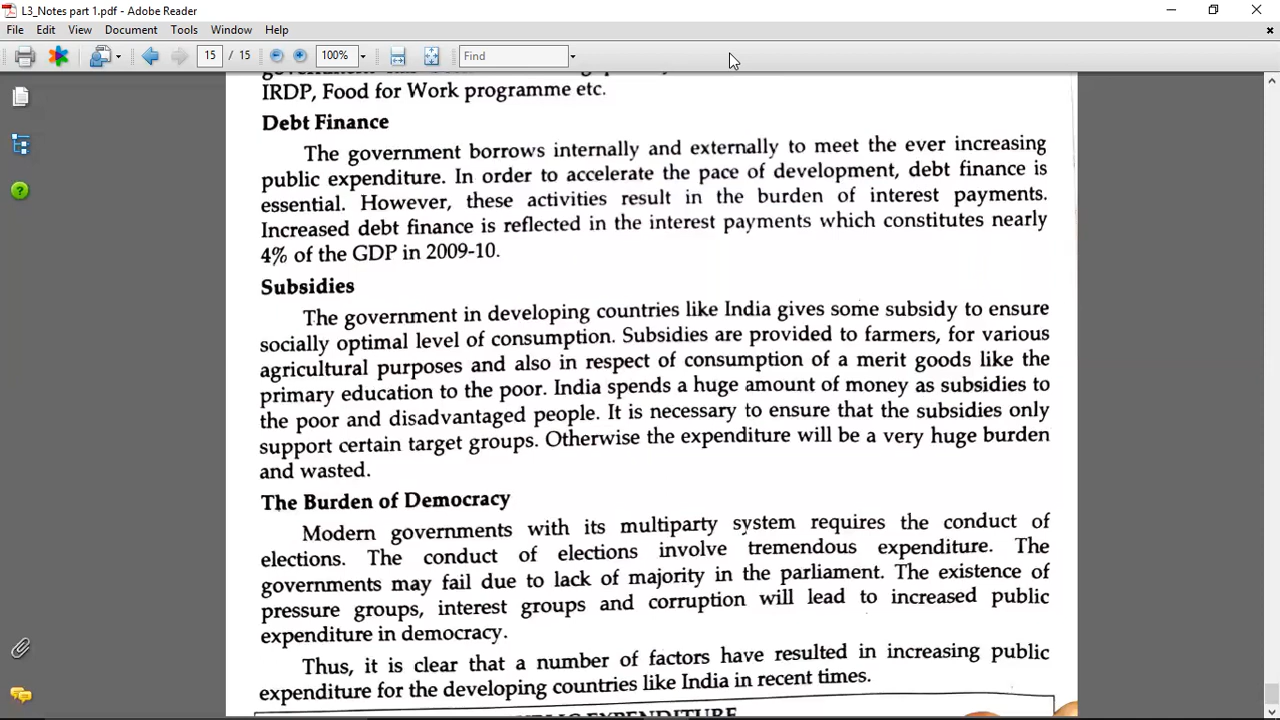 L3_Notes part 1.pdf - Adobe Reader
File Edit View Document Tools Window Help
15 / 15 100% Find
IRDP, Food for Work programme etc.
Debt Finance
The government borrows internally and externally to meet the ever increasing
public expenditure. In order to accelerate the pace of development, debt finance is
essential. However, these activities result in the burden of interest payments.
Increased debt finance is reflected in the interest payments which constitutes nearly
4% of the GDP in 2009-10.
Subsidies
The government in developing countries like India gives some subsidy to ensure
socially optimal level of consumption. Subsidies are provided to farmers, for various
agricultural purposes and also in respect of consumption of a merit goods like the
primary education to the poor. India spends a huge amount of money as subsidies to
the poor and disadvantaged people. It is necessary to ensure that the subsidies only
support certain target groups. Otherwise the expenditure will be a very huge burden
and wasted.
The Burden of Democracy
Modern governments with its multiparty system requires the conduct of
elections. The conduct of elections involve tremendous expenditure. The
governments may fail due to lack of majority in the parliament. The existence of
pressure groups, interest groups and corruption will lead to increased public
expenditure in democracy.
Thus, it is clear that a number of factors have resulted in increasing public
expenditure for the developing countries like India in recent times.
EXPENDITURE